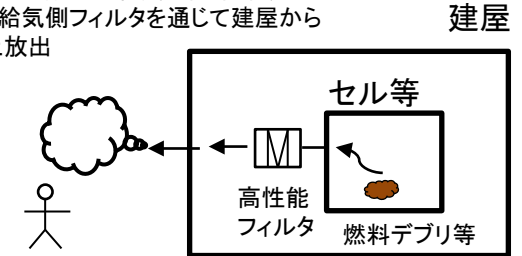 給気側フィルタを通じて建屋から
放出
建屋
セル等
高性能
フィルタ
燃料デブリ等